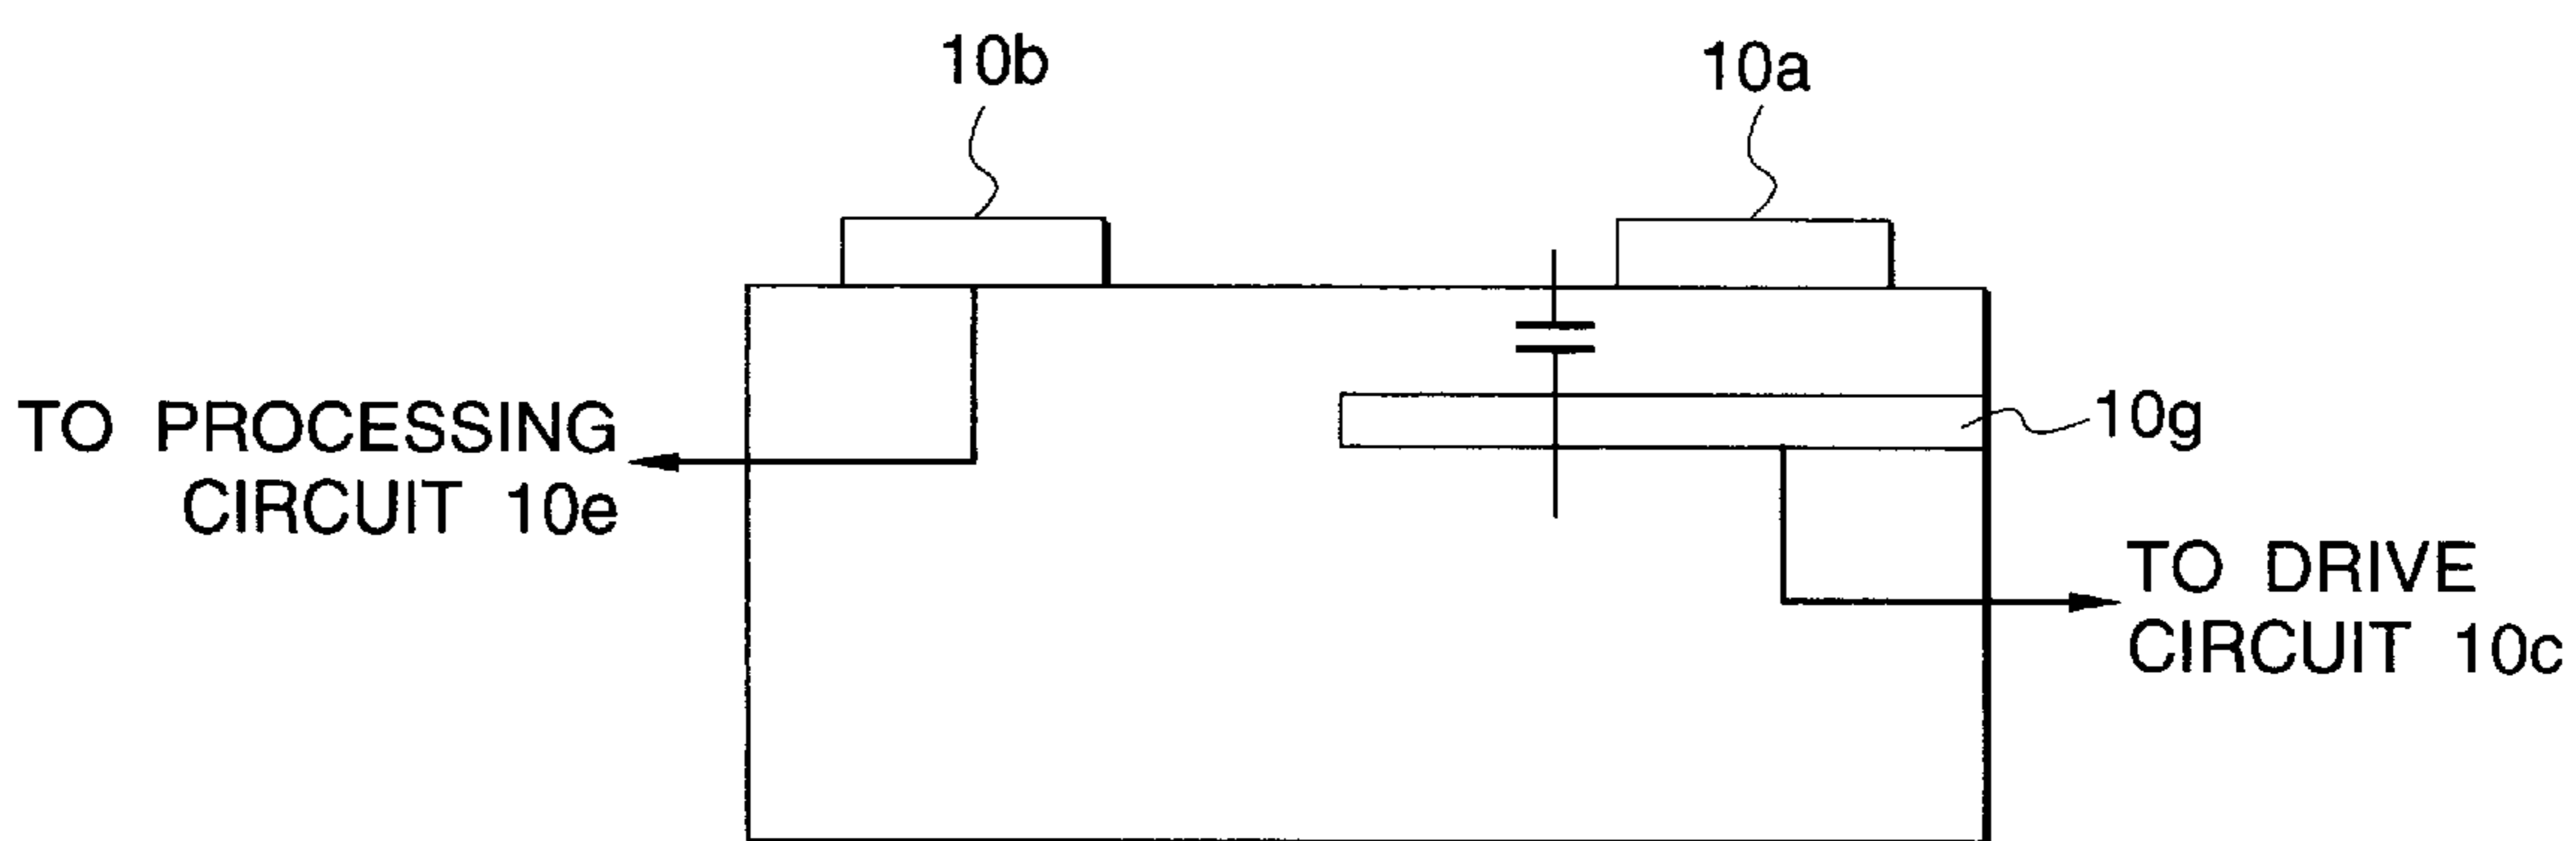 10b
10a
TO PROCESSING
CIRCUIT 10e
10g
TO DRIVE
CIRCUIT 10c